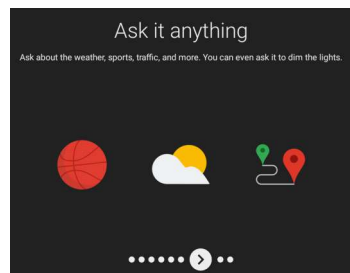 Ask it anything
Ask about the weather, sports, traffic, and more. You can even ask it to dim the lights.